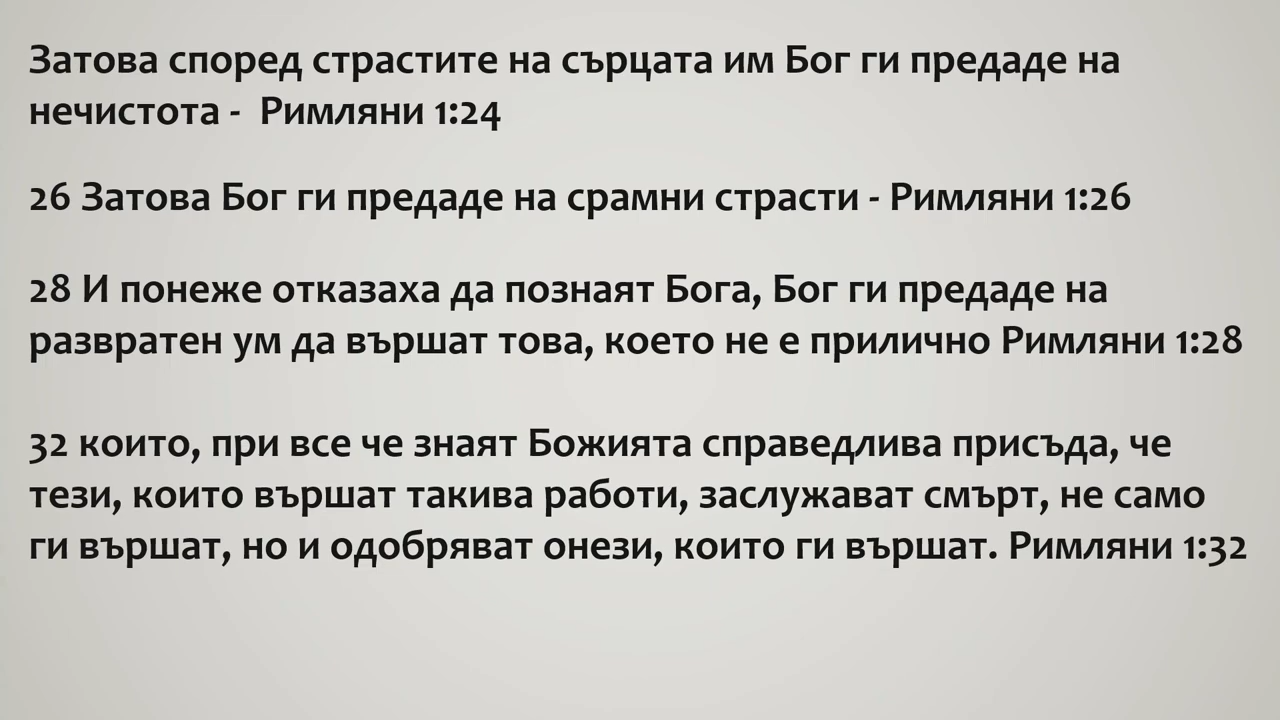 Затова според страстите на сърцата им Бог ги предаде на
нечистота -  Римляни 1:24
26 Затова Бог ги предаде на срамни страсти - Римляни 1:26
28 И понеже отказаха да познаят Бога, Бог ги предаде на
развратен ум да вършат това, което не е прилично Римляни 1:28
32 които, при все че знаят Божията справедлива присъда, че
тези, които вършат такива работи, заслужават смърт, не само
ги вършат, но и одобряват онези, които ги вършат. Римляни 1:32